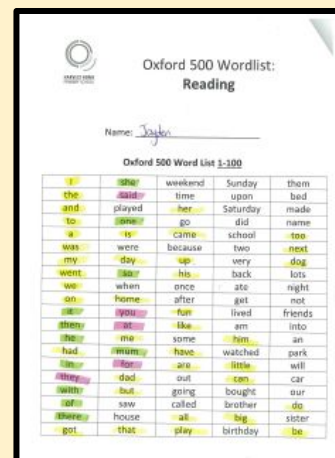 Oxford 500 Wordlist:
Reading
Name: Jayden
Oxford 500 Word List 1-100
I she weekend Sunday them
the said time upon bed
and played her Saturday made
to one go did name
a is came school too
was were because two next
my day up very dog
went so his back lots
we when once ate night
on home after get not
it you fun lived friends
then at like am into
he me some him an
had mum have watched park
in for are little will
they dad out can car
with but going bought our
of saw called brother do
there house all big sister
got that play birthday be